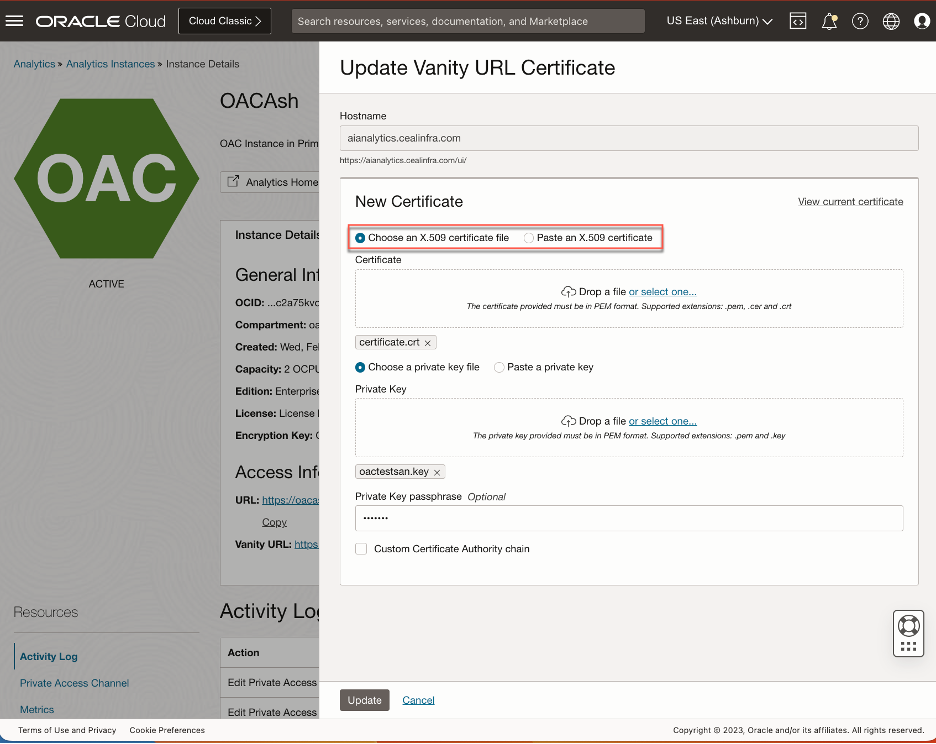 ORACLE Cloud
Cloud Classic >
Search resources, services, documentation, and Marketplace
US East (Ashburn)
Analytics » Analytics Instances » Instance Details
OAC
ACTIVE
OACAsh
OAC Instance in Prim
Analytics Home
Instance Details
General Inf
OCID: ...c2a75kvc
Compartment: oa
Created: Wed, Fe
Capacity: 2 OCPU
Edition: Enterprise
License: License
Encryption Key:
Access Info
URL: https://oacas
Copy
Vanity URL: https
Resources
Activity Log
Private Access Channel
Metrics
Activity Log
Action
Edit Private Access
Edit Private Access
Update Vanity URL Certificate
Hostname
aianalytics.cealinfra.com
https://aianalytics.cealinfra.com/ui/
New Certificate
View current certificate
Choose an X.509 certificate file
Paste an X.509 certificate
Certificate
Drop a file or select one...
The certificate provided must be in PEM format. Supported extensions: .pem, .cer and .crt
certificate.crt ×
Choose a private key file
Paste a private key
Private Key
Drop a file or select one...
The private key provided must be in PEM format. Supported extensions: .pem and .key
oactestsan.key ×
Private Key passphrase Optional
•••••••
Custom Certificate Authority chain
Update
Cancel
Terms of Use and Privacy
Cookie Preferences
Copyright © 2023, Oracle and/or its affiliates. All rights reserved.